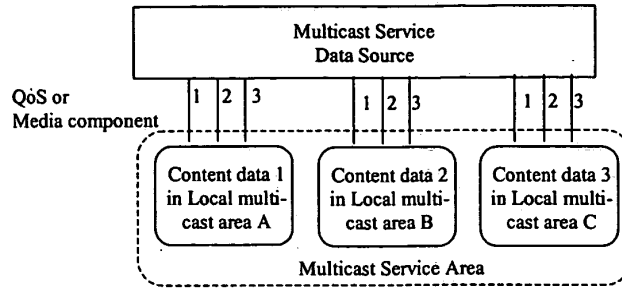 Multicast Service
Data Source
QoS or
Media component
1 2 3
1 2 3
1 2 3
Content data 1
in Local multi-
cast area A
Content data 2
in Local multi-
cast area B
Content data 3
in Local multi-
cast area C
Multicast Service Area